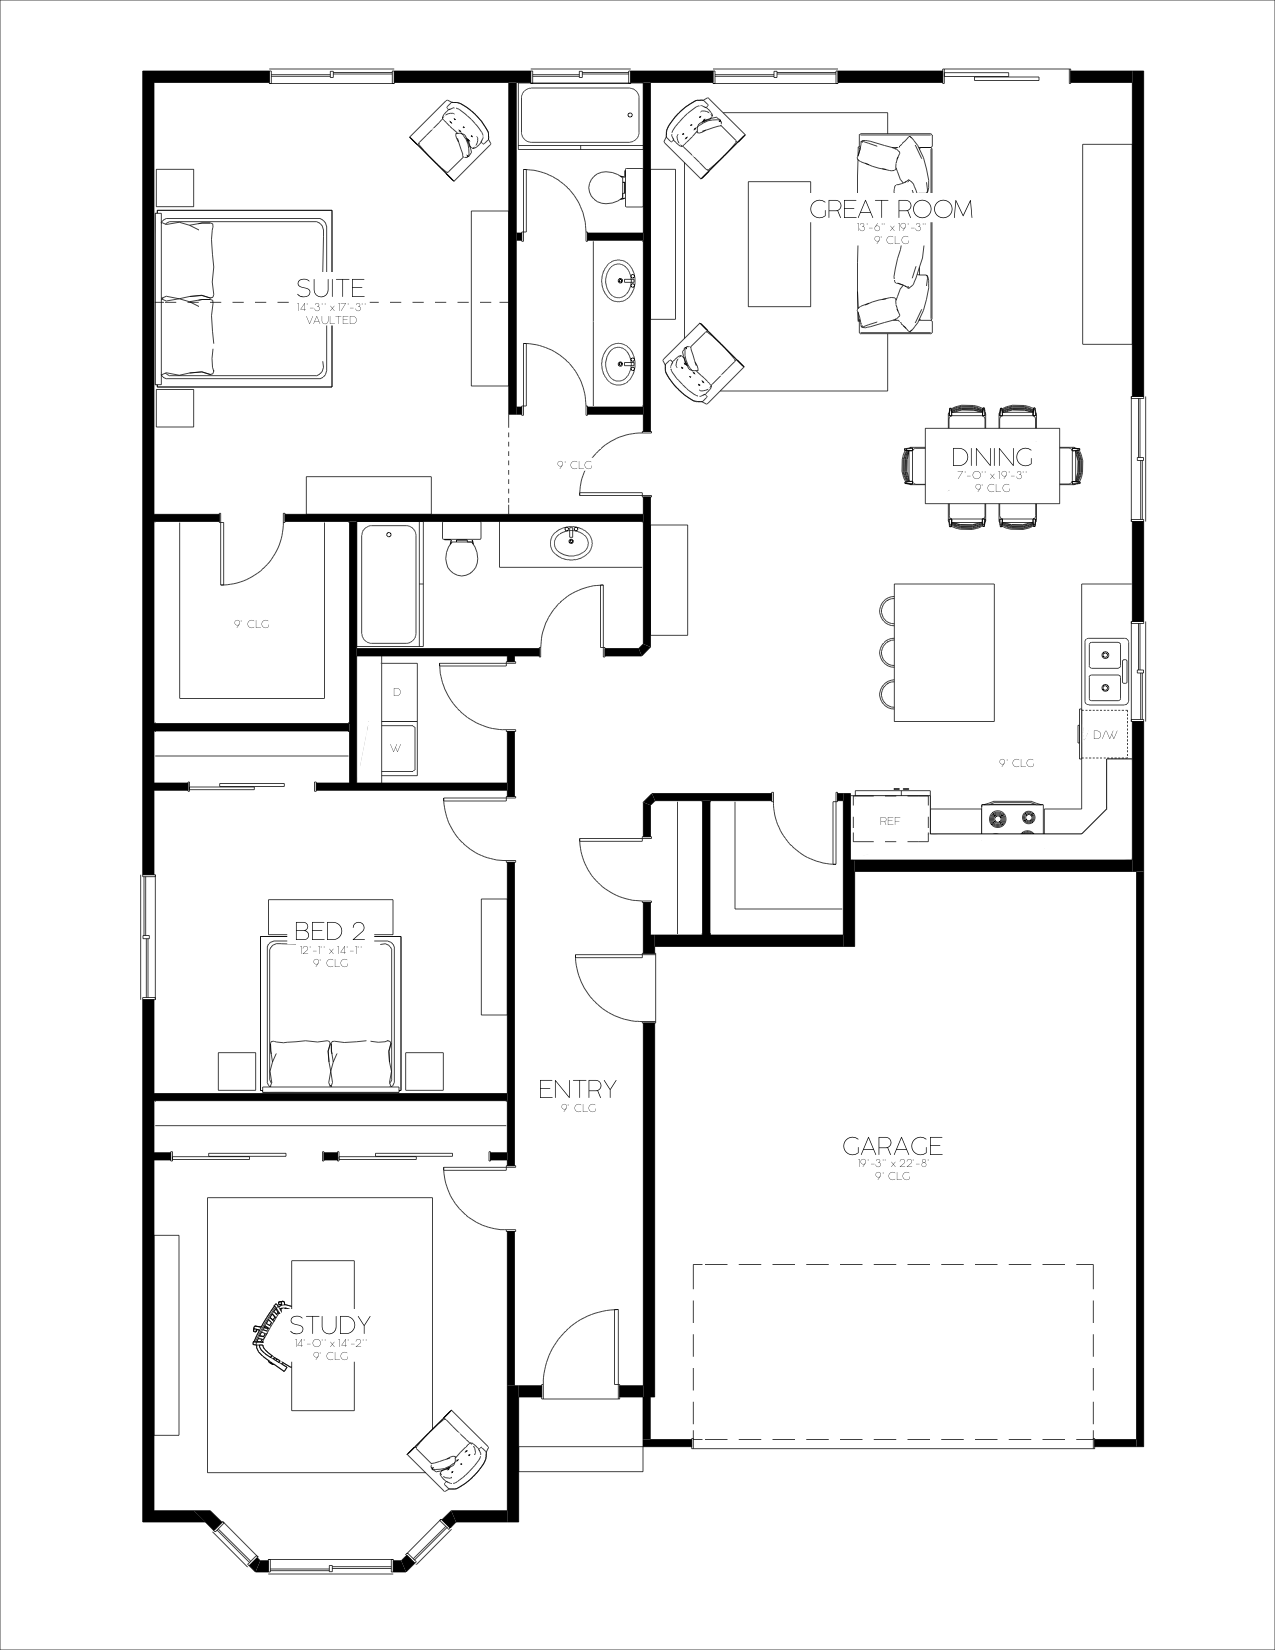 GREAT ROOM
13'-6" x 19'-3"
9' CLG
SUITE
14'-3" x 17'-3"
VAULTED
9' CLG
DINING
7'-0" x 19'-3"
9' CLG
9' CLG
D
W
D/W
9' CLG
REF
BED 2
12'-1" x 14'-1"
9' CLG
ENTRY
9' CLG
GARAGE
19'-3" x 22'-8"
9' CLG
STUDY
14'-0" x 14'-2"
9' CLG